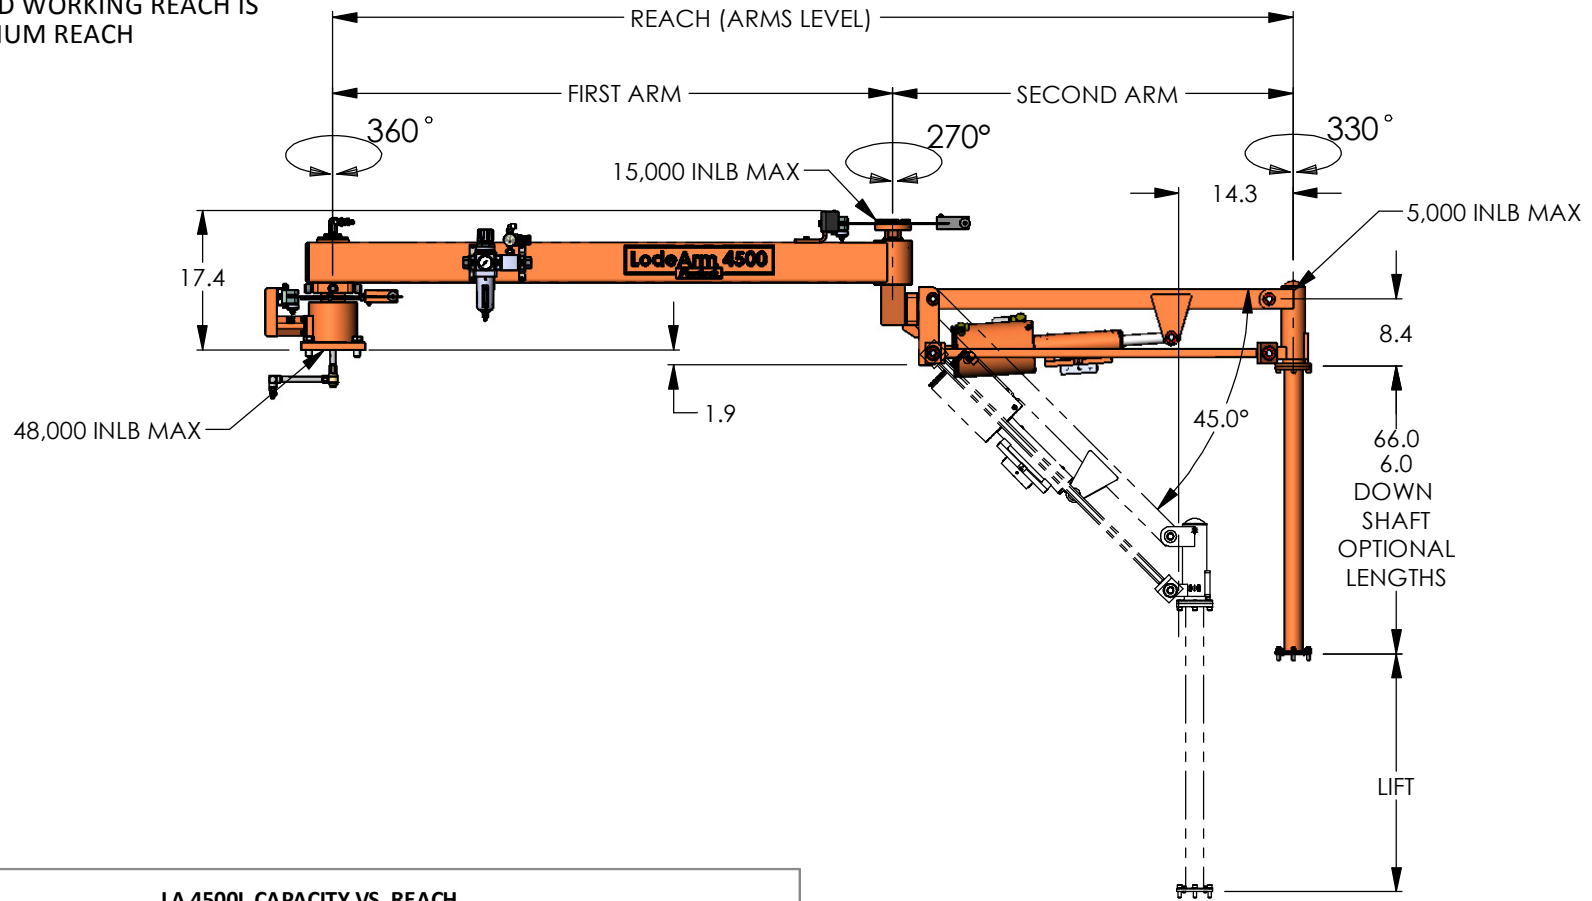 D WORKING REACH IS
IUM REACH
REACH (ARMS LEVEL)
FIRST ARM
SECOND ARM
360°
270°
330°
15,000 INLB MAX
14.3
5,000 INLB MAX
17.4
LodeArm 4500
8.4
1.9
45.0°
48,000 INLB MAX
66.0
6.0
DOWN
SHAFT
OPTIONAL
LENGTHS
LIFT
LA 4500L CAPACITY VS. REACH